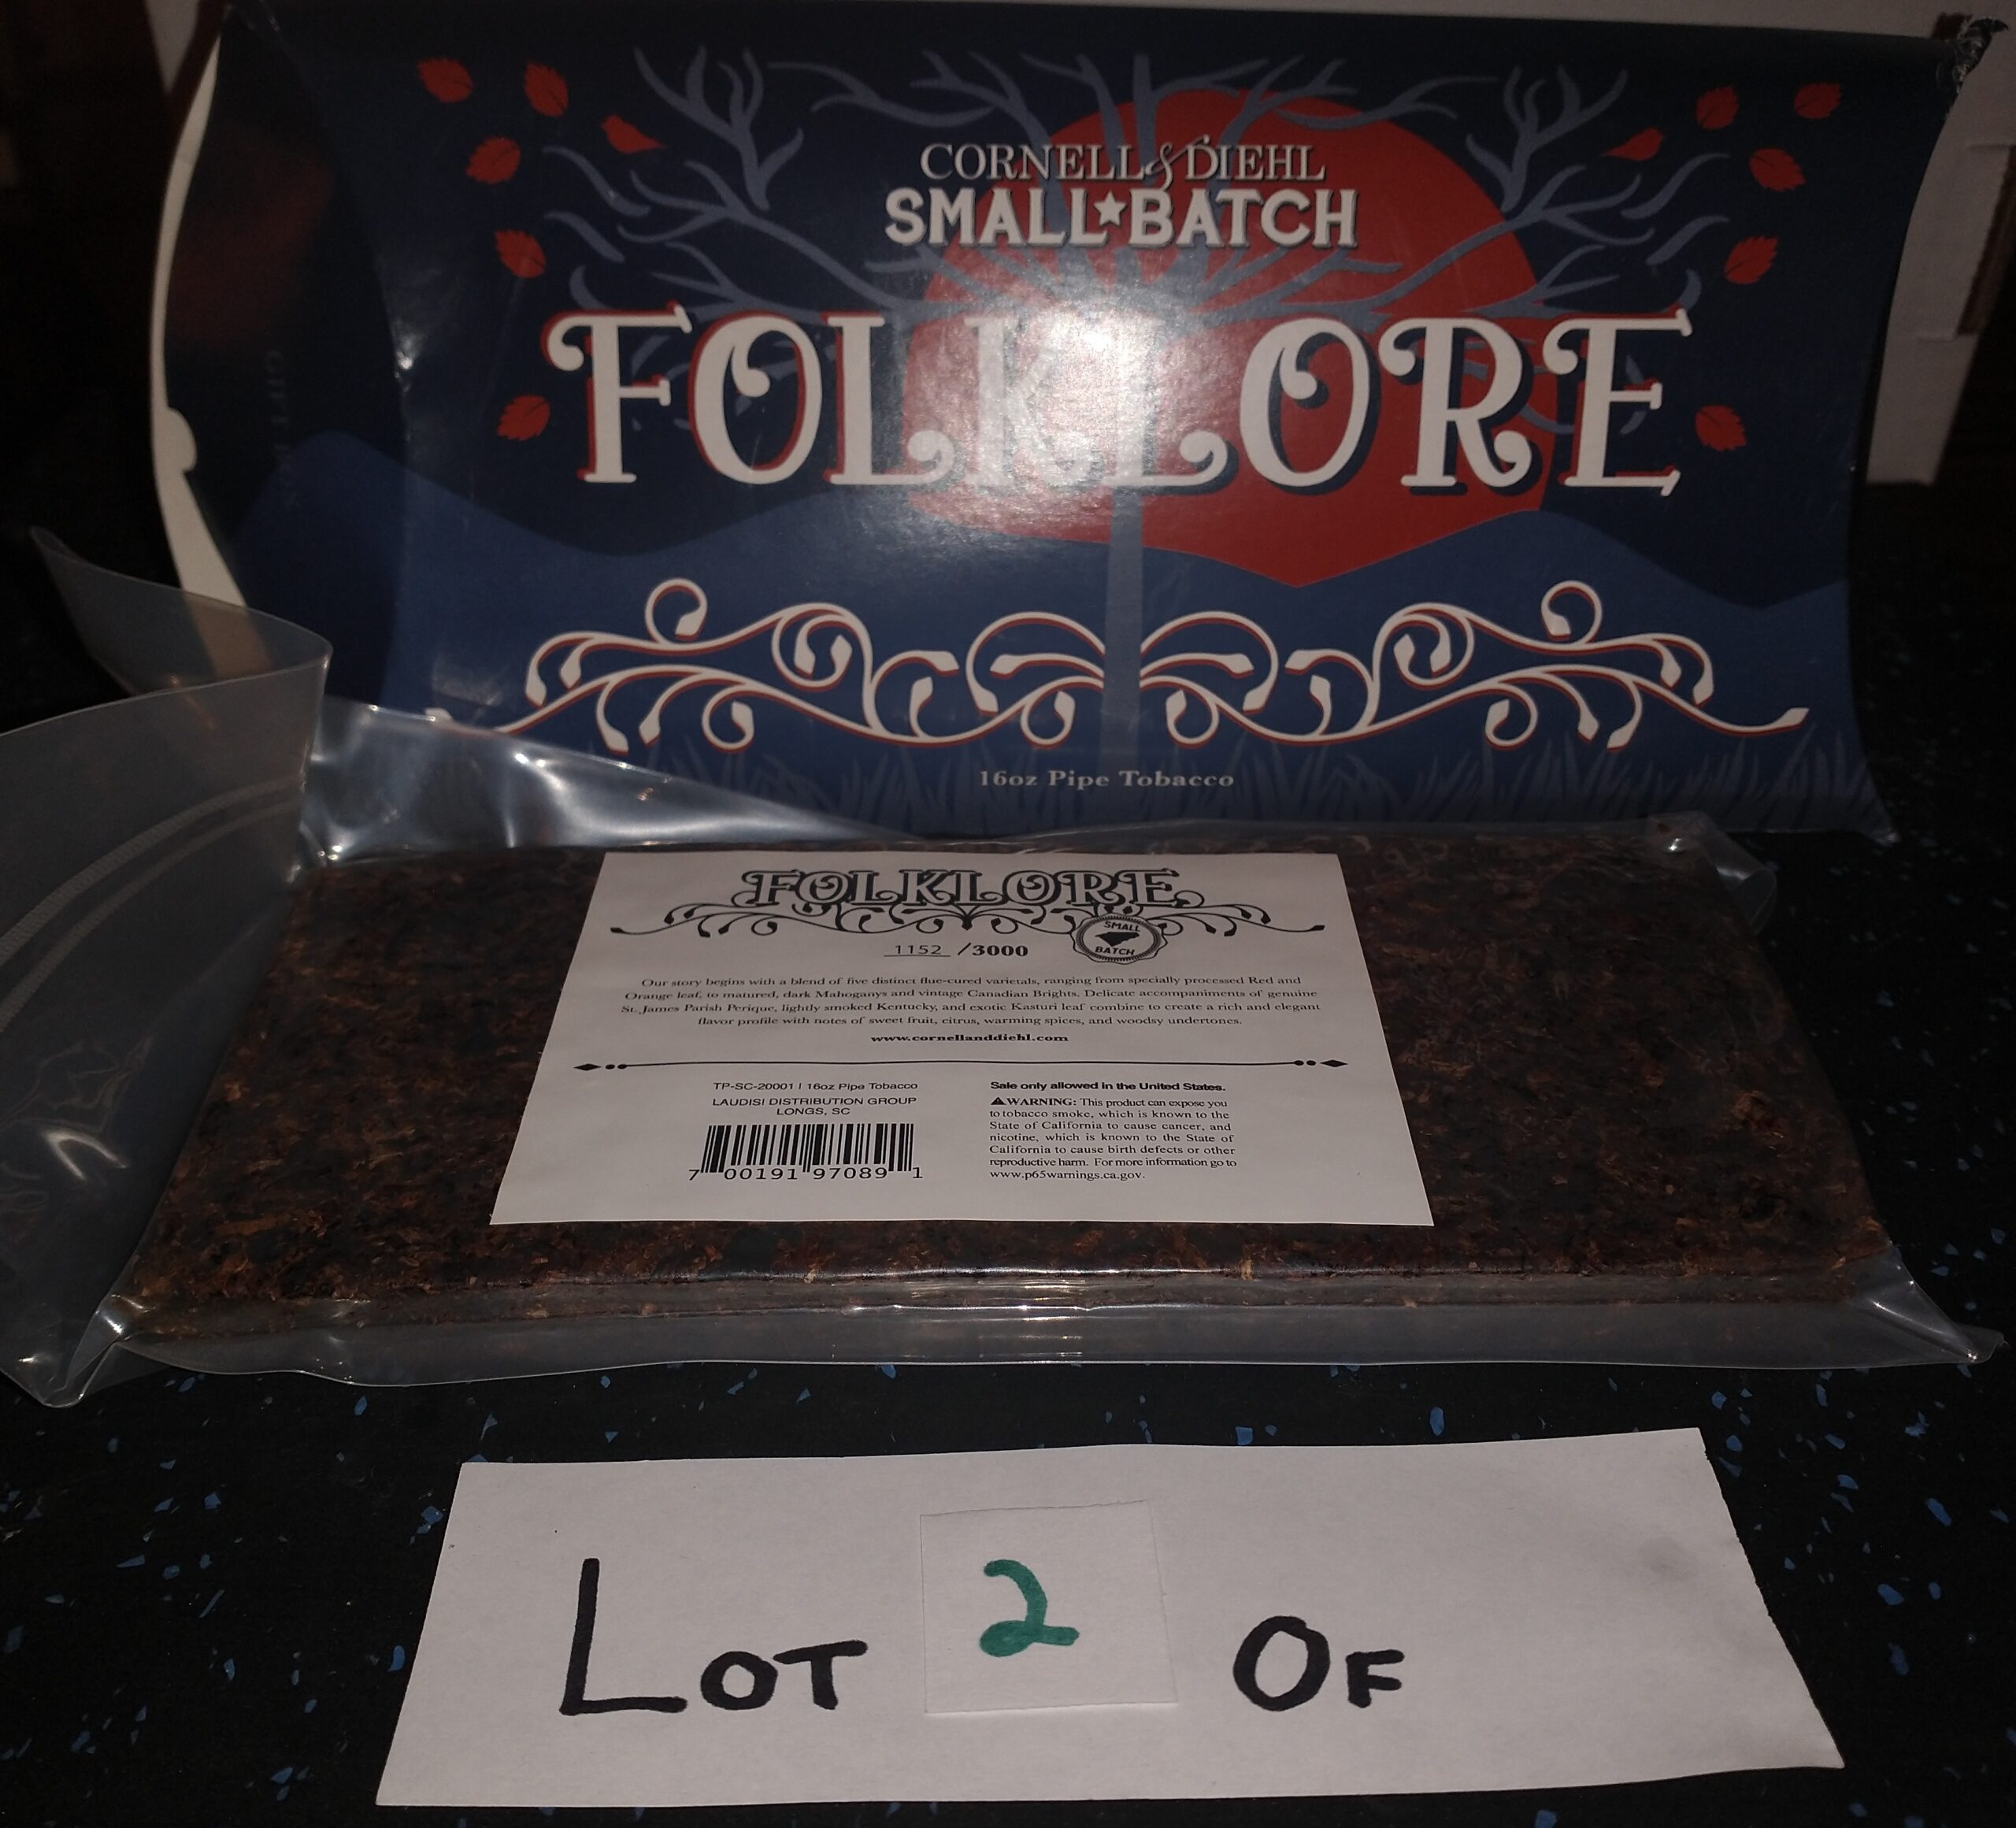 CORNELL & DIEHL
SMALL★BATCH
FOLKLORE
16oz Pipe Tobacco
FOLKLORE
SMALL
BATCH
1152 /3000
Our story begins with a blend of five distinct flue-cured varietals, ranging from specially processed Red and
Orange leaf, to matured, dark Mahoganys and vintage Canadian Brights. Delicate accompaniments of genuine
St. James Parish Perique, lightly smoked Kentucky, and exotic Kasturi leaf combine to create a rich and elegant
flavor profile with notes of sweet fruit, citrus, warming spices, and woodsy undertones.
www.cornellanddiehl.com
TP-SC-20001 | 16oz Pipe Tobacco
LAUDISI DISTRIBUTION GROUP
LONGS, SC
7 00191 97089 1
Sale only allowed in the United States.
⚠WARNING: This product can expose you
to tobacco smoke, which is known to the
State of California to cause cancer, and
nicotine, which is known to the State of
California to cause birth defects or other
reproductive harm. For more information go to
www.p65warnings.ca.gov.
LOT 2 OF